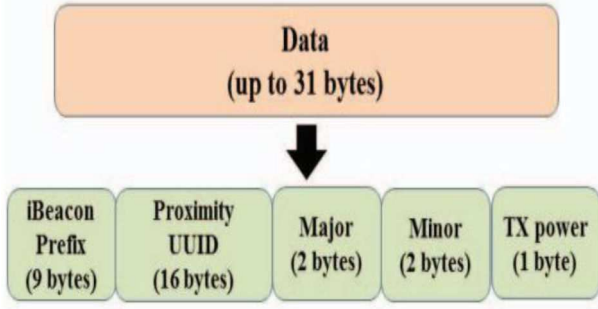 Data
(up to 31 bytes)
iBeacon
Prefix
(9 bytes)
Proximity
UUID
(16 bytes)
Major
(2 bytes)
Minor
(2 bytes)
TX power
(1 byte)